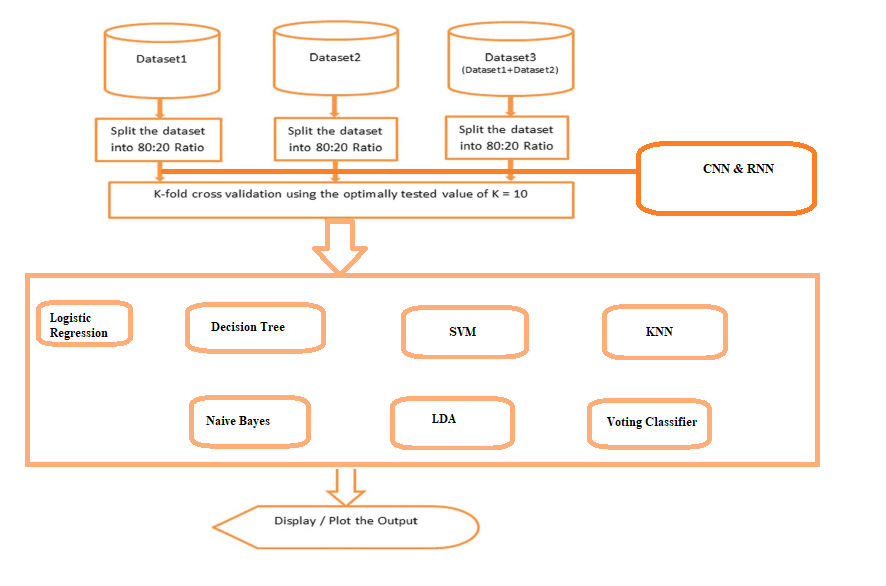 Dataset1
Dataset2
Dataset3
(Dataset1+Dataset2)
Split the dataset
into 80:20 Ratio
Split the dataset
into 80:20 Ratio
Split the dataset
into 80:20 Ratio
CNN & RNN
K-fold cross validation using the optimally tested value of K = 10
Logistic
Regression
Decision Tree
SVM
KNN
Naive Bayes
LDA
Voting Classifier
Display / Plot the Output